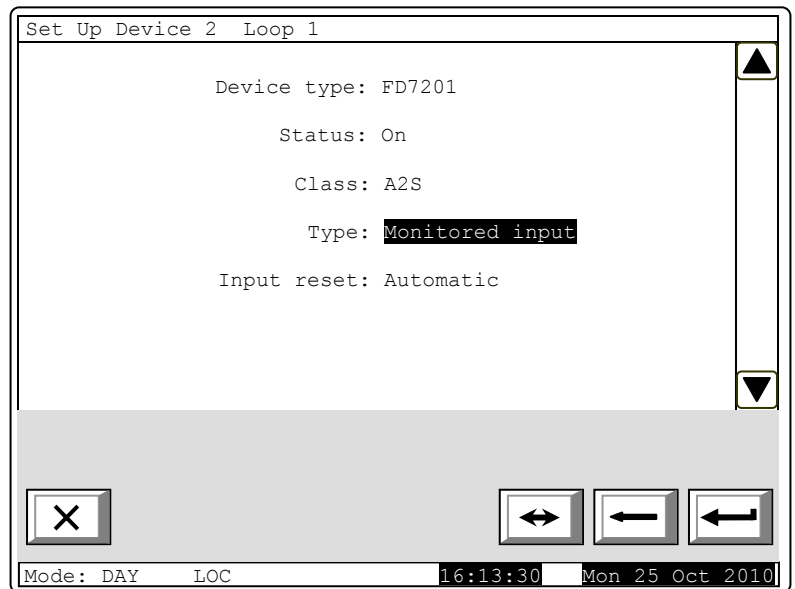 Set Up Device 2 Loop 1
Device type: FD7201
Status: On
Class: A2S
Type: Monitored input
Input reset: Automatic
Mode: DAY LOC 16:13:30 Mon 25 Oct 2010